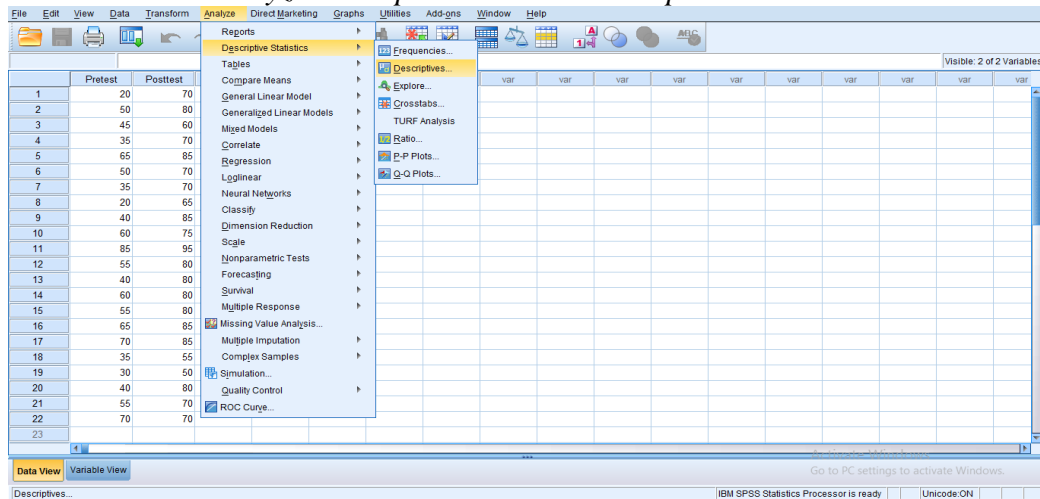 File Edit View Data Transform Analyze Direct Marketing Graphs Utilities Add-ons Window Help
Visible: 2 of 2 Variables
Reports
Descriptive Statistics
Tables
Compare Means
General Linear Model
Generalized Linear Models
Mixed Models
Correlate
Regression
Loglinear
Neural Networks
Classify
Dimension Reduction
Scale
Nonparametric Tests
Forecasting
Survival
Multiple Response
Missing Value Analysis...
Multiple Imputation
Complex Samples
Simulation...
Quality Control
ROC Curve...
Frequencies...
Descriptives...
Explore...
Crosstabs...
TURF Analysis
Ratio...
P-P Plots...
Q-Q Plots...
Pretest Posttest var var var var var var var var var var
1 20 70
2 50 80
3 45 60
4 35 70
5 65 85
6 50 70
7 35 70
8 20 65
9 40 85
10 60 75
11 85 95
12 55 80
13 40 80
14 60 80
15 55 80
16 65 85
17 70 85
18 35 55
19 30 50
20 40 80
21 55 70
22 70 70
23
Data View Variable View
Go to PC settings to activate Windows.
Descriptives...
IBM SPSS Statistics Processor is ready
Unicode:ON